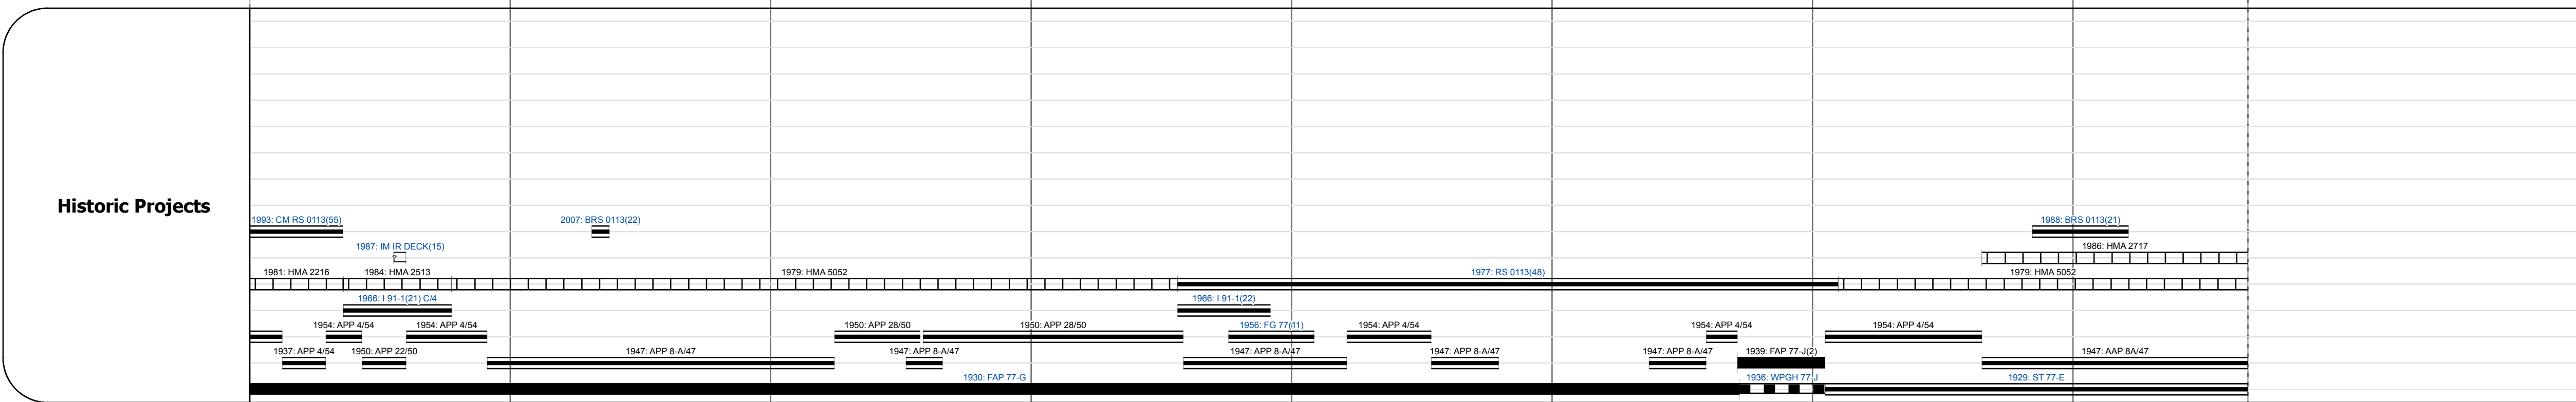 Historic Projects
1993: CM RS 0113(55)
2007: BRS 0113(22)
1988: BRS 0113(21)
1987: IM IR DECK(15)
1986: HMA 2717
1981: HMA 2216
1984: HMA 2513
1979: HMA 5052
1977: RS 0113(48)
1979: HMA 5052
1966: I 91-1(21) C/4
1966: I 91-1(22)
1954: APP 4/54
1954: APP 4/54
1950: APP 28/50
1950: APP 28/50
1956: FG 77(41)
1954: APP 4/54
1954: APP 4/54
1954: APP 4/54
1937: APP 4/54
1950: APP 22/50
1947: APP 8-A/47
1947: APP 8-A/47
1947: APP 8-A/47
1947: APP 8-A/47
1947: APP 8-A/47
1939: FAP 77-J(2)
1947: AAP 8A/47
1930: FAP 77-G
1936: WPGH 77-J
1929: ST 77-E